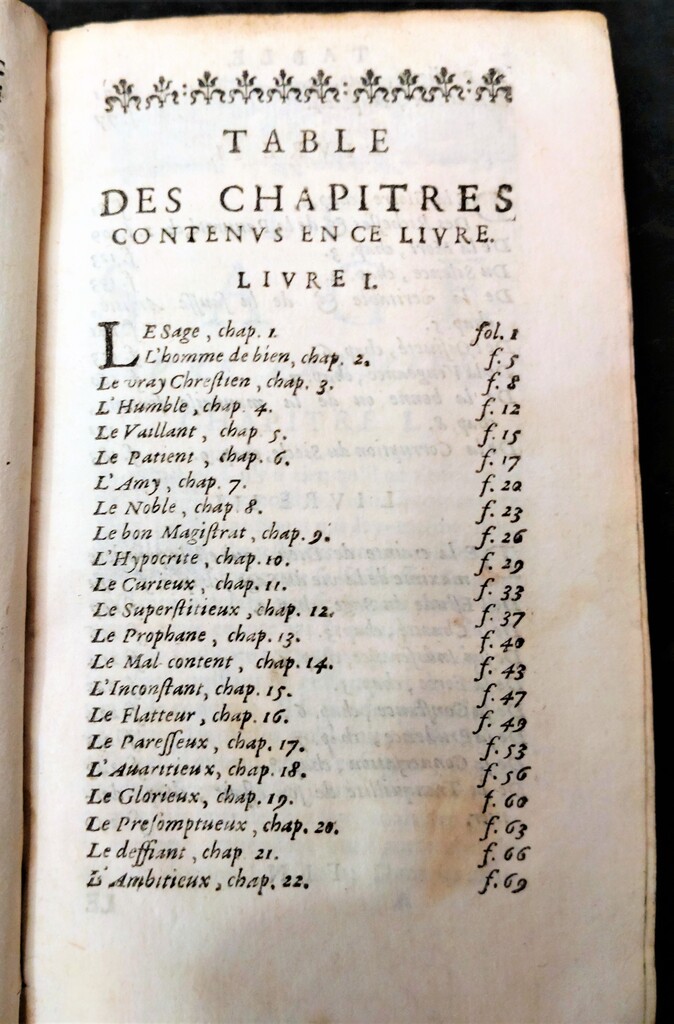 TABLE
DES CHAPITRES
CONTENVS EN CE LIVRE.
LIVRE I.
LE Sage, chap. 1. fol. 1
L'homme de bien, chap. 2. f. 5
Le vray Chreſtien, chap. 3. f. 8
L'Humble, chap. 4. f. 12
Le Vaillant, chap 5. f. 15
Le Patient, chap. 6. f. 17
L'Amy, chap. 7. f. 20
Le Noble, chap 8. f. 23
Le bon Magiſtrat, chap. 9. f. 26
L'Hypocrite, chap. 10. f. 29
Le Curieux, chap. 11. f. 33
Le Superſtitieux, chap. 12. f. 37
Le Prophane, chap. 13. f. 40
Le Mal content, chap. 14. f. 43
L'Inconſtant, chap. 15. f. 47
Le Flatteur, chap. 16. f. 49
Le Pareſſeux, chap. 17. f. 53
L'Auaritieux, chap. 18. f. 56
Le Glorieux, chap. 19. f. 60
Le Preſomptueux, chap. 20. f. 63
Le deffiant, chap 21. f. 66
L'Ambitieux, chap. 22. f. 69